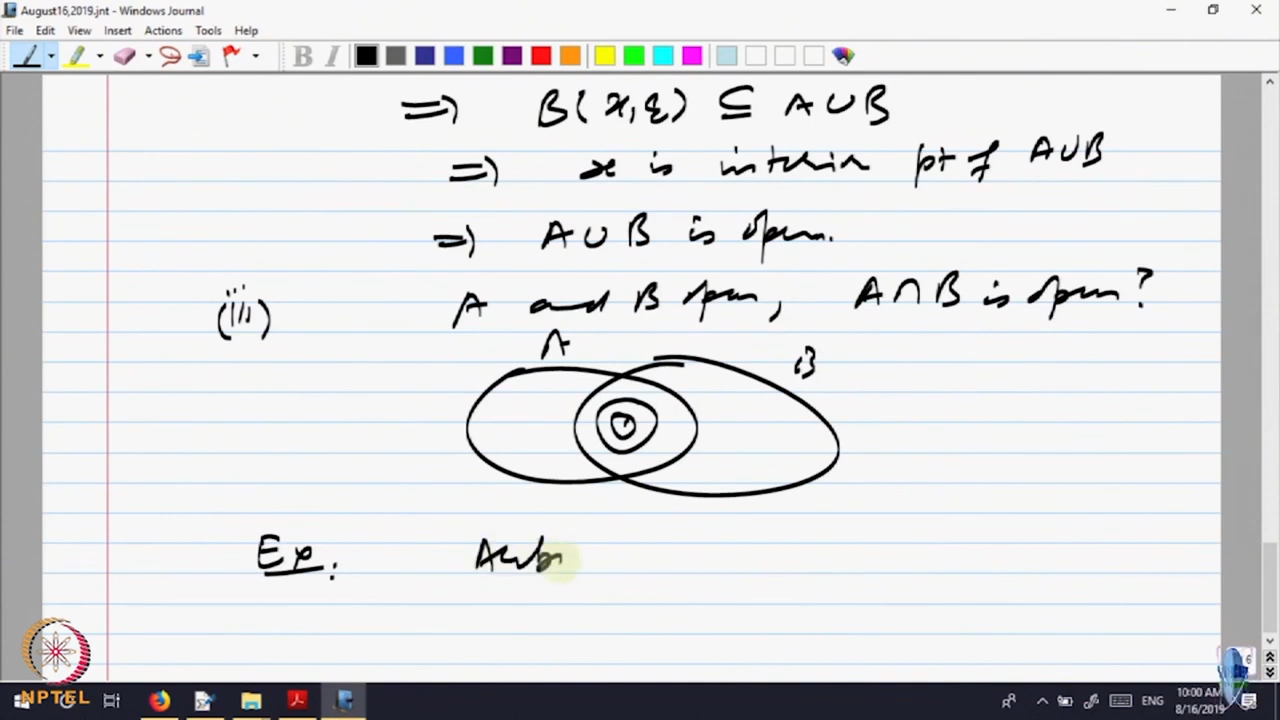 August16,2019.jnt - Windows Journal
File Edit View Insert Actions Tools Help
B I
=> B(x,ε) ⊆ A∪B
=> x is interior pt of A∪B
=> A∪B is open.
(iii) A and B open, A∩B is open?
A B
Ex:
6
NPTEL
ENG 10:00 AM
8/16/2019